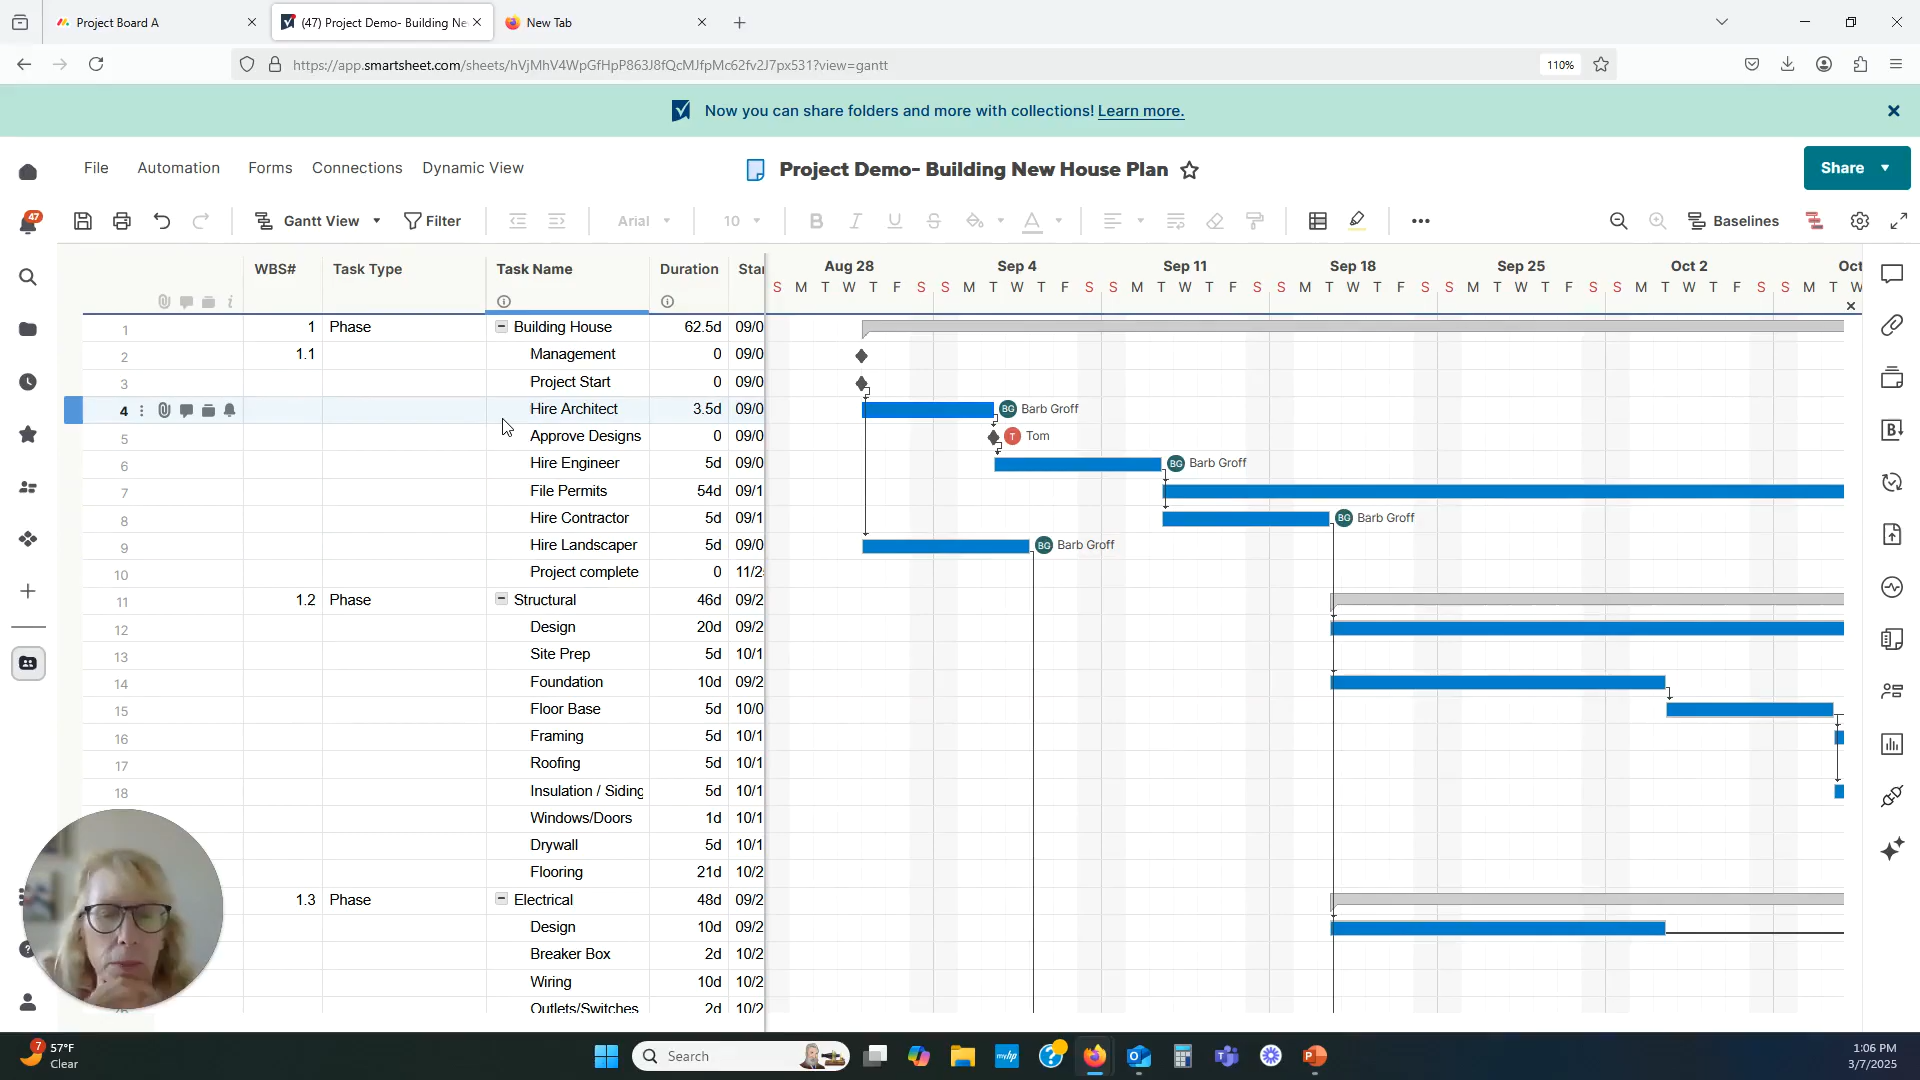 Project Board A
(47) Project Demo- Building Ne
New Tab
https://app.smartsheet.com/sheets/hVjMhV4WpGfHpP863J8fQcMJfpMc62fv2J7px531?view=gantt
110%
Now you can share folders and more with collections! Learn more.
File Automation Forms Connections Dynamic View
Project Demo- Building New House Plan
Share
47
Gantt View Filter Arial 10 B I U S A Baselines
WBS# Task Type Task Name Duration Star
Aug 28 Sep 4 Sep 11 Sep 18 Sep 25 Oct 2 Oct
S M T W T F S S M T W T F S S M T W T F S S M T W T F S S M T W T F S S M T W T F S S M T W
1 1 Phase Building House 62.5d 09/0
2 1.1 Management 0 09/0
3 Project Start 0 09/0
4 Hire Architect 3.5d 09/0 BG Barb Groff
5 Approve Designs 0 09/0 T Tom
6 Hire Engineer 5d 09/0 BG Barb Groff
7 File Permits 54d 09/1
8 Hire Contractor 5d 09/1 BG Barb Groff
9 Hire Landscaper 5d 09/0 BG Barb Groff
10 Project complete 0 11/2
11 1.2 Phase Structural 46d 09/2
12 Design 20d 09/2
13 Site Prep 5d 10/1
14 Foundation 10d 09/2
15 Floor Base 5d 10/0
16 Framing 5d 10/1
17 Roofing 5d 10/1
18 Insulation / Siding 5d 10/1
Windows/Doors 1d 10/1
Drywall 5d 10/1
Flooring 21d 10/2
1.3 Phase Electrical 48d 09/2
Design 10d 09/2
Breaker Box 2d 10/2
Wiring 10d 10/2
Outlets/Switches 2d 10/2
7 57°F
Clear
Search
myhp
1:06 PM
3/7/2025